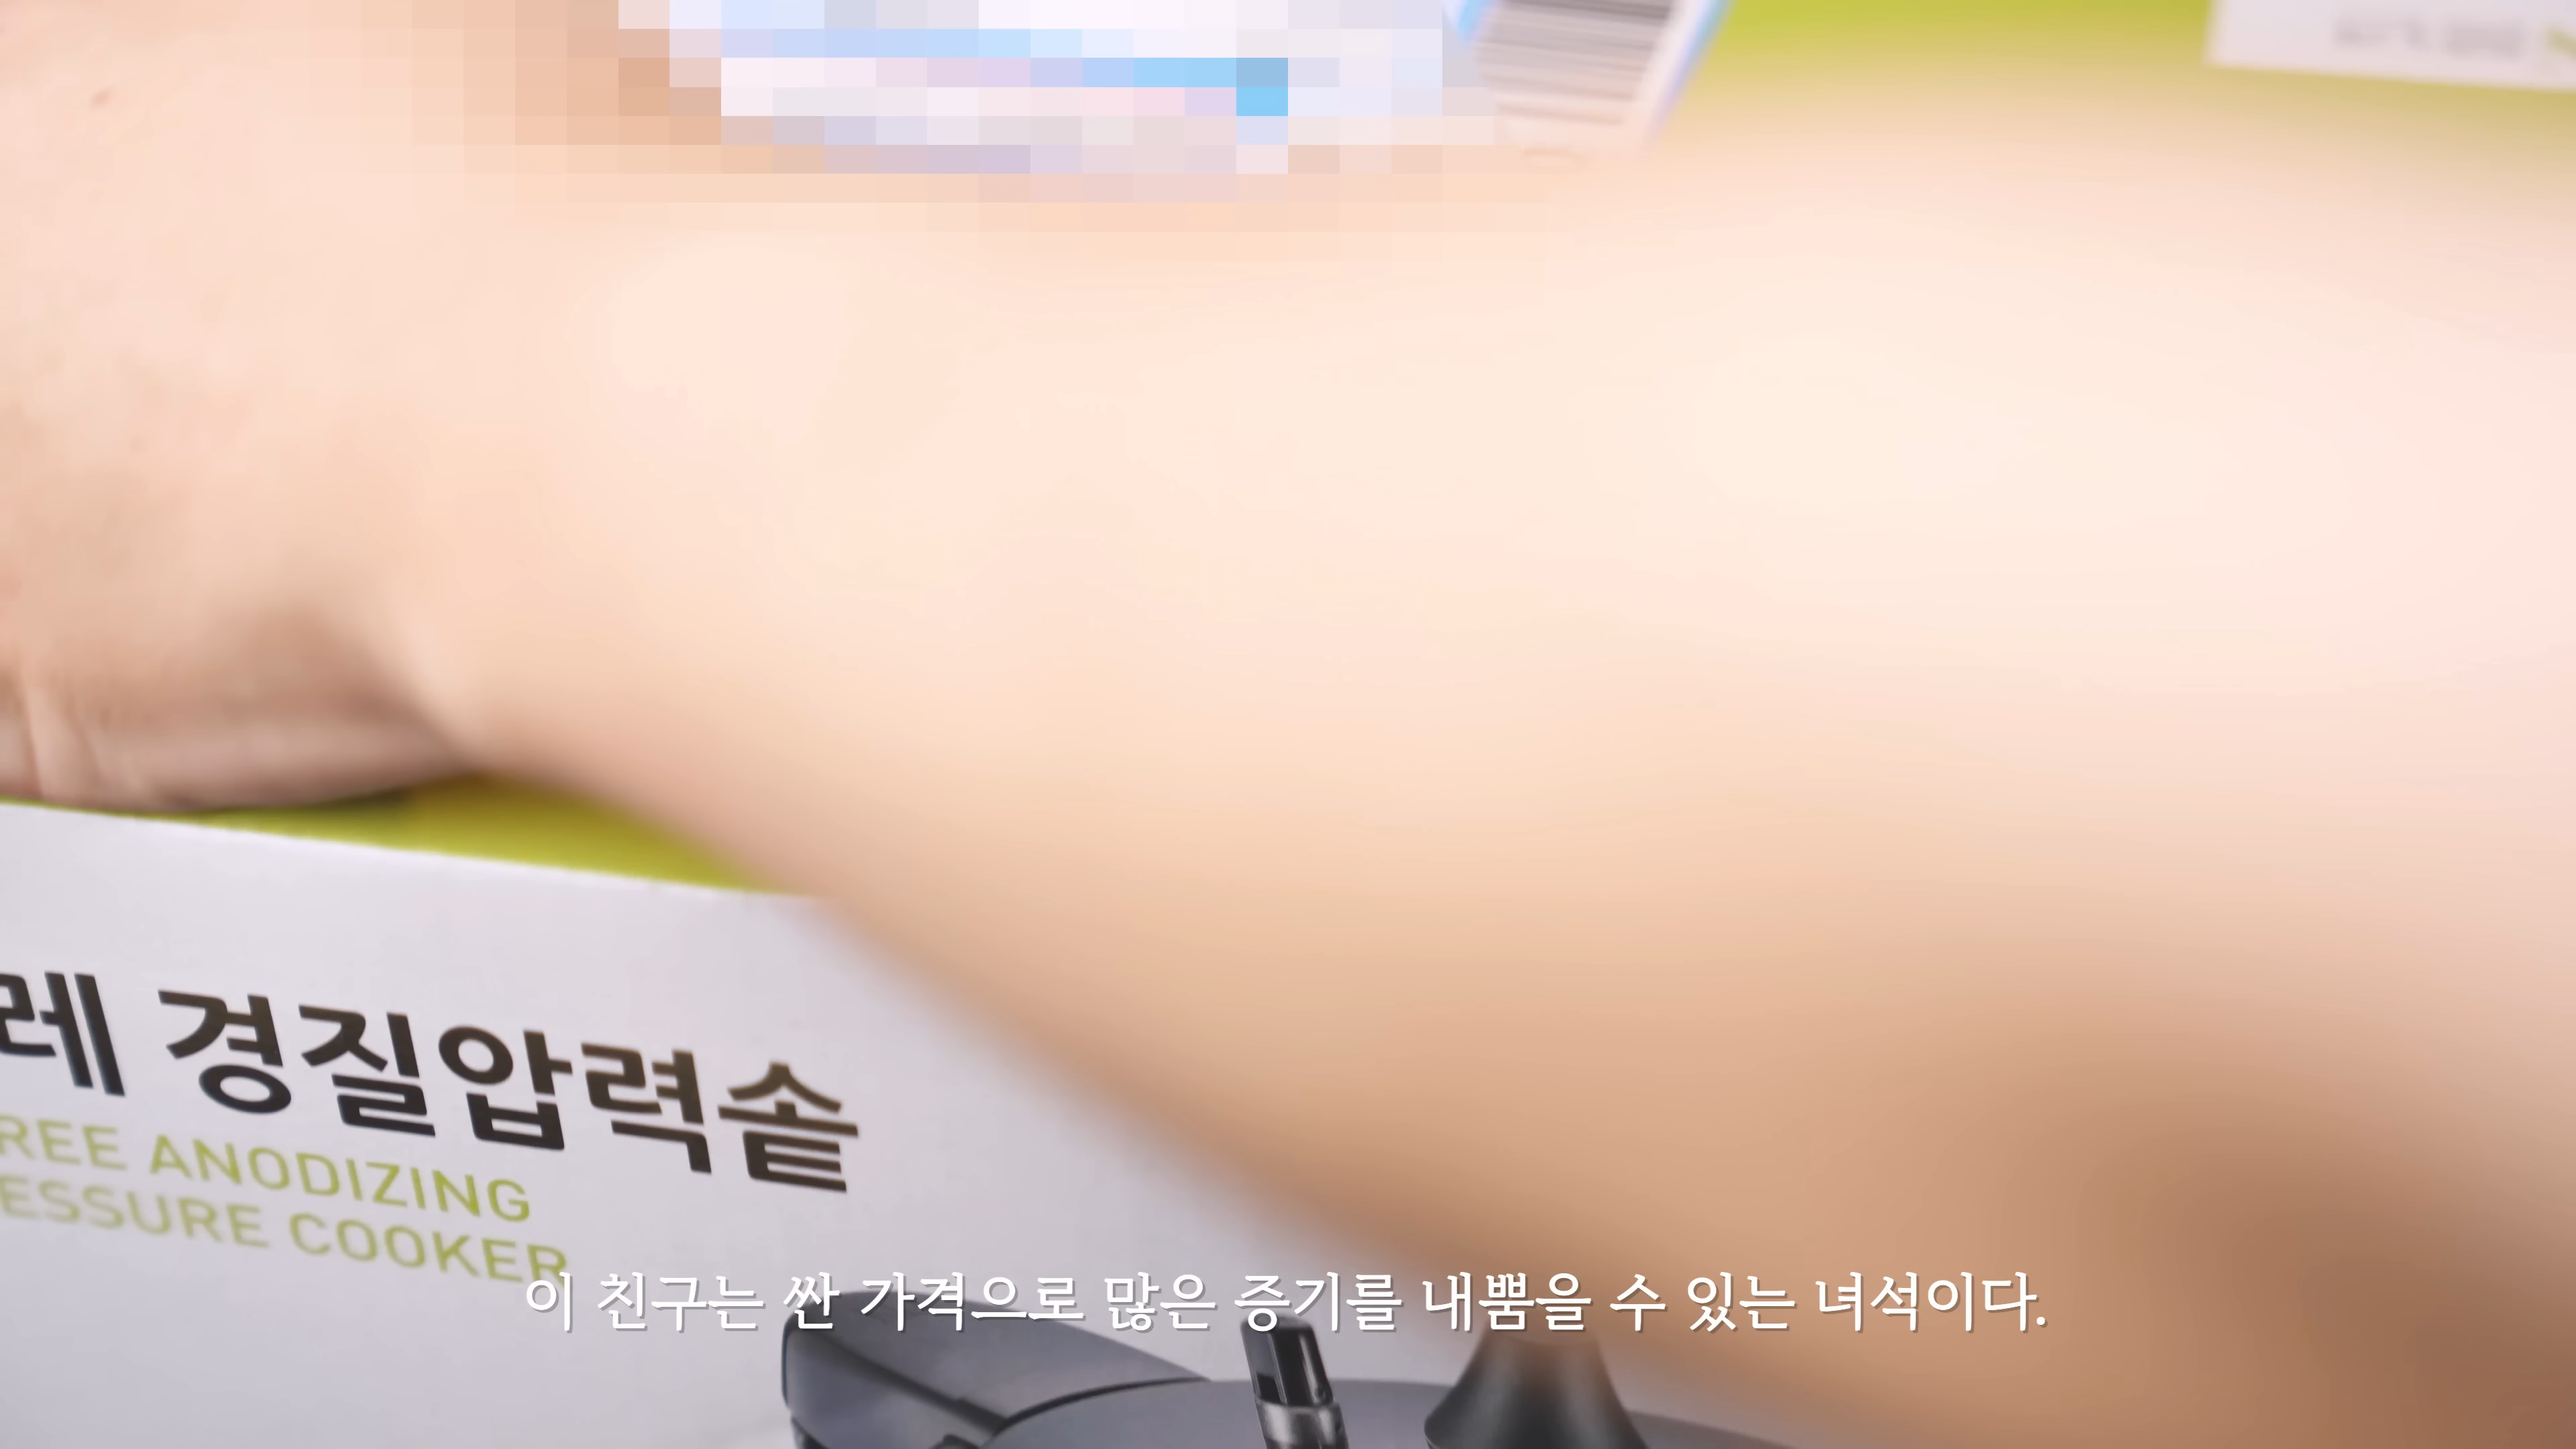 레 경질압력솥
REE ANODIZING
ESSURE COOKER
이 친구는 싼 가격으로 많은 증기를 내뿜을 수 있는 녀석이다.